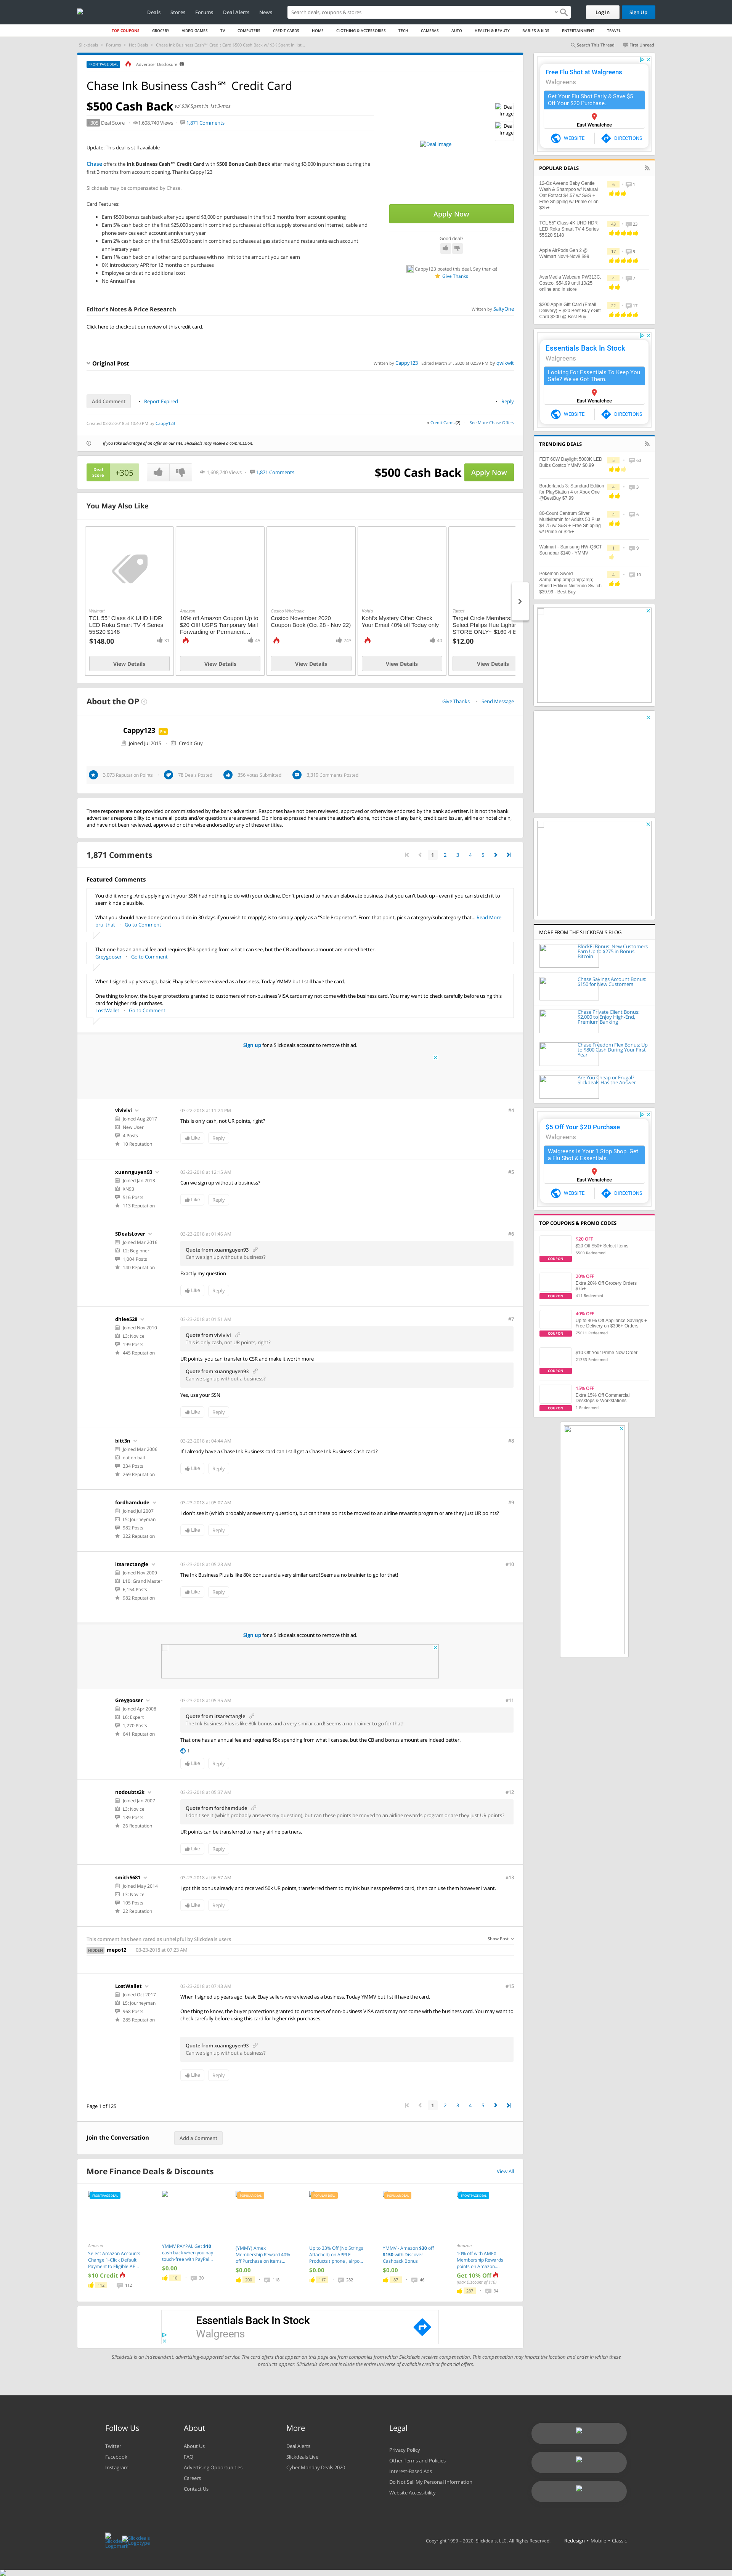 Deals Stores Forums Deal Alerts News
Search deals, coupons & stores
Log In
Sign Up
TOP COUPONS GROCERY VIDEO GAMES TV COMPUTERS CREDIT CARDS HOME CLOTHING & ACCESSORIES TECH CAMERAS AUTO HEALTH & BEAUTY BABIES & KIDS ENTERTAINMENT TRAVEL
Search This Thread
First Unread
Advertiser Disclosure
Chase Ink Business Cash℠ Credit Card
$500 Cash Back w/ $3K Spent in 1st 3-mos
+305 Deal Score
1,608,740 Views
1,871 Comments
Update: This deal is still available
Chase offers the Ink Business Cash℠ Credit Card with $500 Bonus Cash Back after making $3,000 in purchases during the first 3 months from account opening. Thanks Cappy123
Slickdeals may be compensated by Chase.
Card Features:
Earn $500 bonus cash back after you spend $3,000 on purchases in the first 3 months from account opening
Earn 5% cash back on the first $25,000 spent in combined purchases at office supply stores and on internet, cable and phone services each account anniversary year
Earn 2% cash back on the first $25,000 spent in combined purchases at gas stations and restaurants each account anniversary year
Earn 1% cash back on all other card purchases with no limit to the amount you can earn
0% introductory APR for 12 months on purchases
Employee cards at no additional cost
No Annual Fee
Deal Image
Deal Image
Deal Image
Apply Now
Good deal?
Cappy123 posted this deal. Say thanks!
Give Thanks
Editor's Notes & Price Research
Written by SaltyOne
Click here to checkout our review of this credit card.
Original Post
Written by Cappy123 Edited March 31, 2020 at 02:39 PM by qwikwit
Add Comment
Report Expired
Reply
Created 03-22-2018 at 10:40 PM by Cappy123
in Credit Cards (2)
See More Chase Offers
If you take advantage of an offer on our site, Slickdeals may receive a commission.
Deal Score
+305
1,608,740 Views
1,871 Comments
$500 Cash Back
Apply Now
You May Also Like
Walmart
TCL 55" Class 4K UHD HDR LED Roku Smart TV 4 Series 55S20 $148
$148.00
31
View Details
Amazon
10% off Amazon Coupon Up to $20 Off! USPS Temporary Mail Forwarding or Permanent...
45
View Details
Costco Wholesale
Costco November 2020 Coupon Book (Oct 28 - Nov 22)
243
View Details
Kohl's
Kohl's Mystery Offer: Check Your Email 40% off Today only
40
View Details
Target
Target Circle Members:
Select Philips Hue Lightin
STORE ONLY~ $160 4 B
$12.00
View Details
About the OP
Give Thanks
Send Message
Cappy123
Joined Jul 2015
Credit Guy
3,073 Reputation Points
78 Deals Posted
356 Votes Submitted
3,319 Comments Posted
These responses are not provided or commissioned by the bank advertiser. Responses have not been reviewed, approved or otherwise endorsed by the bank advertiser. It is not the bank advertiser's responsibility to ensure all posts and/or questions are answered. Opinions expressed here are the author's alone, not those of any bank, credit card issuer, airline or hotel chain, and have not been reviewed, approved or otherwise endorsed by any of these entities.
1,871 Comments
1 2 3 4 5
Featured Comments
You did it wrong. And applying with your SSN had nothing to do with your decline. Don't pretend to have an elaborate business that you can't back up - even if you can stretch it to seem kinda plausible.
What you should have done (and could do in 30 days if you wish to reapply) is to simply apply as a "Sole Proprietor". From that point, pick a category/subcategory that... Read More
bru_that
Go to Comment
That one has an annual fee and requires $5k spending from what I can see, but the CB and bonus amount are indeed better.
Greygooser
Go to Comment
When I signed up years ago, basic Ebay sellers were viewed as a business. Today YMMV but I still have the card.
One thing to know, the buyer protections granted to customers of non-business VISA cards may not come with the business card. You may want to check carefully before using this card for higher risk purchases.
LostWallet
Go to Comment
Sign up for a Slickdeals account to remove this ad.
vivivivi
Joined Aug 2017
New User
4 Posts
10 Reputation
03-22-2018 at 11:24 PM
#4
This is only cash, not UR points, right?
Like
Reply
xuannguyen93
Joined Jan 2013
XN93
516 Posts
113 Reputation
03-23-2018 at 12:15 AM
#5
Can we sign up without a business?
Like
Reply
SDealsLover
Joined Mar 2016
L2: Beginner
1,004 Posts
140 Reputation
03-23-2018 at 01:46 AM
#6
Quote from xuannguyen93
Can we sign up without a business?
Exactly my question
Like
Reply
dhlee528
Joined Nov 2010
L3: Novice
199 Posts
445 Reputation
03-23-2018 at 01:51 AM
#7
Quote from vivivivi
This is only cash, not UR points, right?
UR points, you can transfer to CSR and make it worth more
Quote from xuannguyen93
Can we sign up without a business?
Yes, use your SSN
Like
Reply
bitt3n
Joined Mar 2006
out on bail
334 Posts
269 Reputation
03-23-2018 at 04:44 AM
#8
If I already have a Chase Ink Business card can I still get a Chase Ink Business Cash card?
Like
Reply
fordhamdude
Joined Jul 2007
L5: Journeyman
982 Posts
322 Reputation
03-23-2018 at 05:07 AM
#9
I don't see it (which probably answers my question), but can these points be moved to an airline rewards program or are they just UR points?
Like
Reply
itsarectangle
Joined Nov 2009
L10: Grand Master
6,154 Posts
982 Reputation
03-23-2018 at 05:23 AM
#10
The Ink Business Plus is like 80k bonus and a very similar card! Seems a no brainier to go for that!
Like
Reply
Sign up for a Slickdeals account to remove this ad.
Greygooser
Joined Apr 2008
L6: Expert
1,270 Posts
641 Reputation
03-23-2018 at 05:35 AM
#11
Quote from itsarectangle
The Ink Business Plus is like 80k bonus and a very similar card! Seems a no brainier to go for that!
That one has an annual fee and requires $5k spending from what I can see, but the CB and bonus amount are indeed better.
1
Like
Reply
nodoubts2k
Joined Jan 2007
L3: Novice
139 Posts
26 Reputation
03-23-2018 at 05:37 AM
#12
Quote from fordhamdude
I don't see it (which probably answers my question), but can these points be moved to an airline rewards program or are they just UR points?
UR points can be transferred to many airline partners.
Like
Reply
smith5681
Joined May 2014
L3: Novice
105 Posts
22 Reputation
03-23-2018 at 06:57 AM
#13
I got this bonus already and received 50k UR points, transferred them to my ink business preferred card, then can use them however i want.
Like
Reply
This comment has been rated as unhelpful by Slickdeals users
Show Post
mepo12
03-23-2018 at 07:23 AM
LostWallet
Joined Oct 2017
L5: Journeyman
968 Posts
285 Reputation
03-23-2018 at 07:43 AM
#15
When I signed up years ago, basic Ebay sellers were viewed as a business. Today YMMV but I still have the card.
One thing to know, the buyer protections granted to customers of non-business VISA cards may not come with the business card. You may want to check carefully before using this card for higher risk purchases.
Quote from xuannguyen93
Can we sign up without a business?
Like
Reply
Page 1 of 125
1 2 3 4 5
Join the Conversation
Add a Comment
More Finance Deals & Discounts
View All
Amazon
Select Amazon Accounts: Change 1-Click Default Payment to Eligible AE...
$10 Credit
112
112
YMMV PAYPAL Get $10 cash back when you pay touch-free with PayPal...
$0.00
10
30
(YMMV) Amex Membership Reward 40% off Purchase on items...
$0.00
200
118
Up to 33% Off (No Strings Attached) on APPLE Products (iphone , airpo...
$0.00
117
282
YMMV - Amazon $30 off $150 with Discover Cashback Bonus
$0.00
87
46
Amazon
10% off with AMEX Membership Rewards points on Amazon...
Get 10% Off
287
94
Essentials Back In Stock
Walgreens
Slickdeals is an independent, advertising-supported service. The card offers that appear on this page are from companies from which Slickdeals receives compensation. This compensation may impact the location and order in which these products appear. Slickdeals does not include the entire universe of available credit or financial offers.
Free Flu Shot at Walgreens
Walgreens
Get Your Flu Shot Early & Save $5 Off Your $20 Purchase.
East Wenatchee
WEBSITE
DIRECTIONS
POPULAR DEALS
12-Oz Aveeno Baby Gentle Wash & Shampoo w/ Natural Oat Extract $4.57 w/ S&S + Free Shipping w/ Prime or on $25+
6
1
TCL 55" Class 4K UHD HDR LED Roku Smart TV 4 Series 55S20 $148
43
23
Apple AirPods Gen 2 @ Walmart Nov4-Nov8 $99
17
9
AverMedia Webcam PW313C, Costco, $54.99 until 10/25 online and in store
4
7
$200 Apple Gift Card (Email Delivery) + $20 Best Buy eGift Card $200 @ Best Buy
22
17
Essentials Back In Stock
Walgreens
Looking For Essentials To Keep You Safe? We've Got Them.
East Wenatchee
WEBSITE
DIRECTIONS
TRENDING DEALS
FEIT 60W Daylight 5000K LED Bulbs Costco YMMV $0.99
5
60
Borderlands 3: Standard Edition for PlayStation 4 or Xbox One @BestBuy $7.99
4
3
80-Count Centrum Silver Multivitamin for Adults 50 Plus $4.75 w/ S&S + Free Shipping w/ Prime or $25+
4
6
Walmart - Samsung HW-Q6CT Soundbar $140 - YMMV
1
9
Pokémon Sword &amp;amp;amp;amp;amp; Shield Edition Nintendo Switch - $39.99 - Best Buy
4
10
MORE FROM THE SLICKDEALS BLOG
BlockFi Bonus: New Customers Earn Up to $275 in Bonus Bitcoin
Chase Savings Account Bonus: $150 for New Customers
Chase Private Client Bonus: $2,000 to Enjoy High-End, Premium Banking
Chase Freedom Flex Bonus: Up to $800 Cash During Your First Year
Are You Cheap or Frugal? Slickdeals Has the Answer
$5 Off Your $20 Purchase
Walgreens
Walgreens Is Your 1 Stop Shop. Get a Flu Shot & Essentials.
East Wenatchee
WEBSITE
DIRECTIONS
TOP COUPONS & PROMO CODES
COUPON
$20 OFF
$20 Off $50+ Select Items
COUPON
20% OFF
Extra 20% Off Grocery Orders $75+
911 Redeemed
COUPON
40% OFF
Up to 40% Off Appliance Savings + Free Delivery on $396+ Orders
COUPON
$10 Off Your Prime Now Order
COUPON
15% OFF
Extra 15% Off Commercial Desktops & Workstations
1 Redeemed
Follow Us
Twitter
Facebook
Instagram
About
About Us
FAQ
Advertising Opportunities
Careers
Contact Us
More
Deal Alerts
Slickdeals Live
Cyber Monday Deals 2020
Legal
Privacy Policy
Other Terms and Policies
Interest-Based Ads
Do Not Sell My Personal Information
Website Accessibility
Copyright 1999 - 2020. Slickdeals, LLC. All Rights Reserved.
Redesign • Mobile • Classic